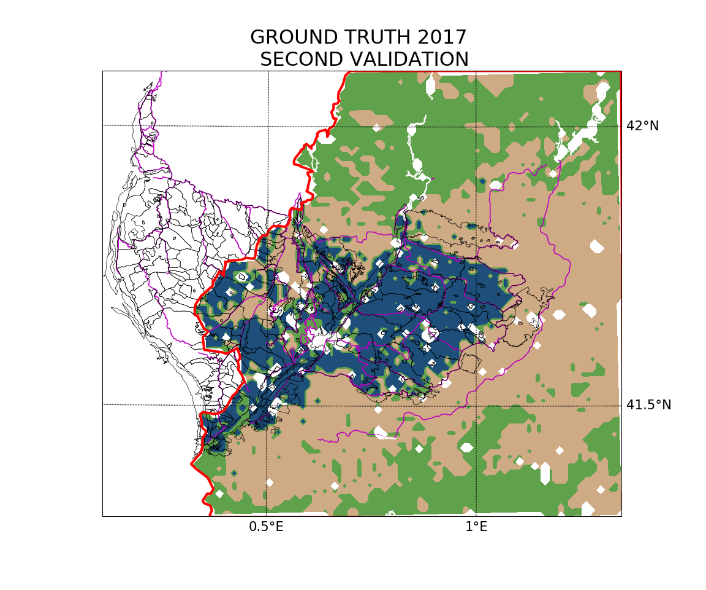 GROUND TRUTH 2017
SECOND VALIDATION
42°N
41.5°N
0.5°E
1°E